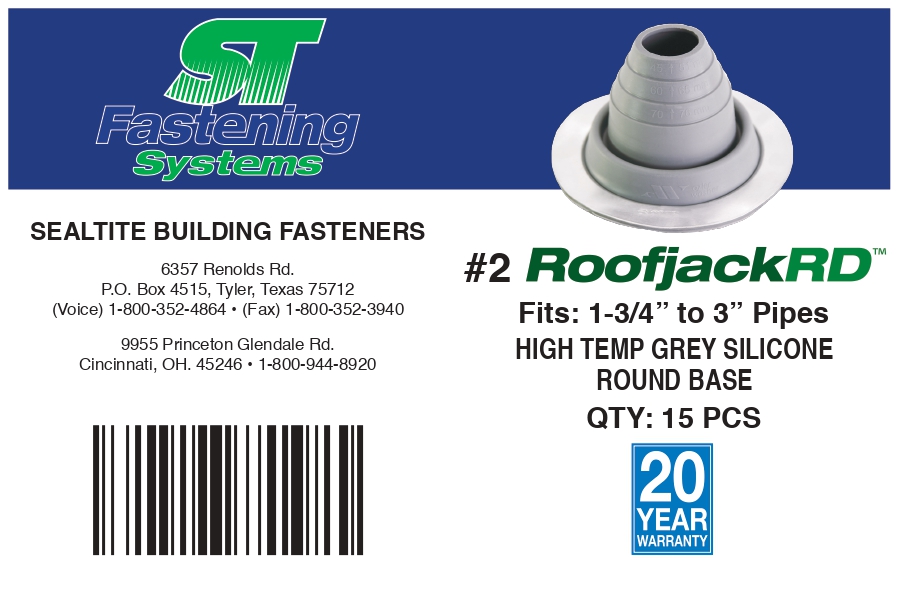 ST
Fastening
Systems
SEALTITE BUILDING FASTENERS
6357 Renolds Rd.
P.O. Box 4515, Tyler, Texas 75712
(Voice) 1-800-352-4864 • (Fax) 1-800-352-3940
9955 Princeton Glendale Rd.
Cincinnati, OH. 45246 • 1-800-944-8920
#2 RoofjackRD™
Fits: 1-3/4” to 3” Pipes
HIGH TEMP GREY SILICONE
ROUND BASE
QTY: 15 PCS
20
YEAR
WARRANTY